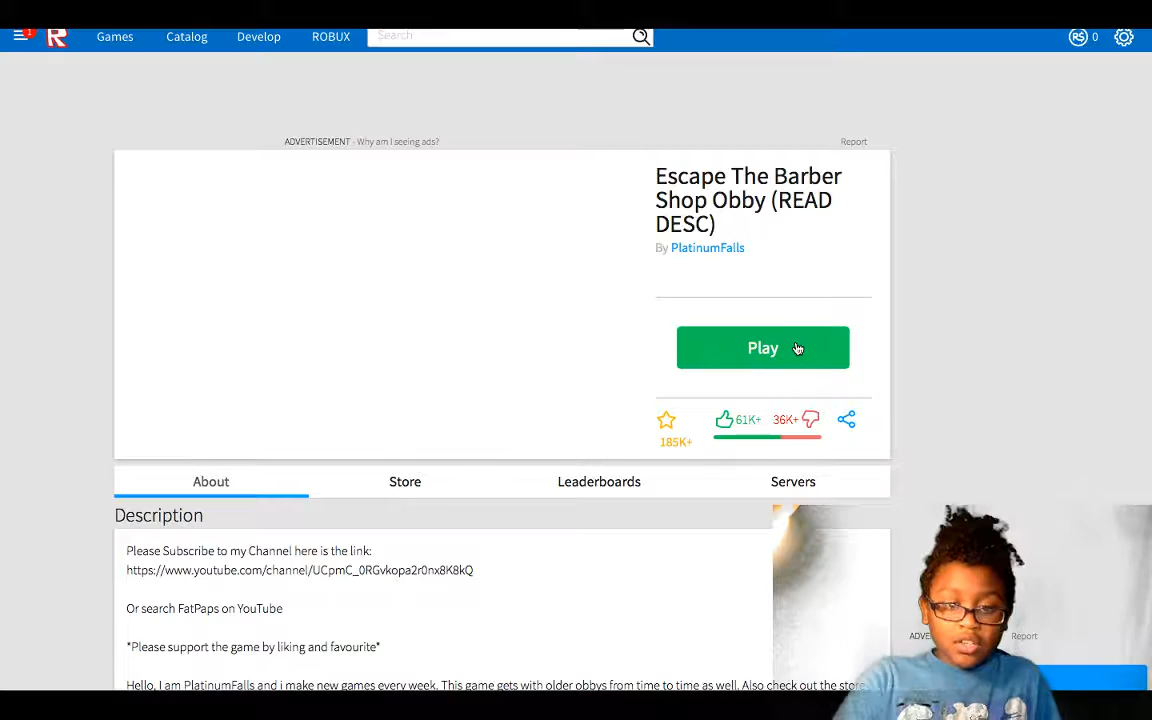 1 Games Catalog Develop ROBUX Search R$ 0
ADVERTISEMENT - Why am I seeing ads? Report
Escape The Barber
Shop Obby (READ
DESC)
By PlatinumFalls
Play
185K+ 61K+ 36K+
About Store Leaderboards Servers
Description
Please Subscribe to my Channel here is the link:
https://www.youtube.com/channel/UCpmC_0RGvkopa2r0nx8K8kQ
Or search FatPaps on YouTube
*Please support the game by liking and favourite*
ADVE Report
Hello, I am PlatinumFalls and i make new games every week. This game gets with older obbys from time to time as well. Also check out the store